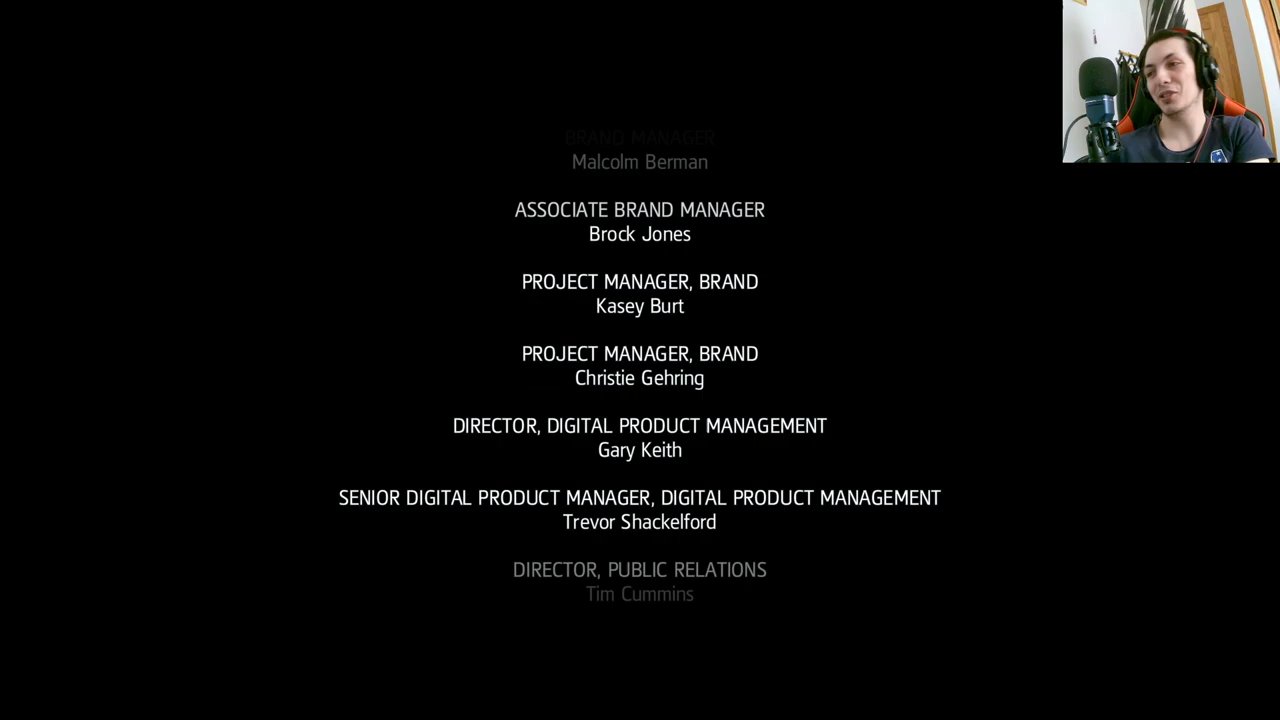 BRAND MANAGER
Malcolm Berman
ASSOCIATE BRAND MANAGER
Brock Jones
PROJECT MANAGER, BRAND
Kasey Burt
PROJECT MANAGER, BRAND
Christie Gehring
DIRECTOR, DIGITAL PRODUCT MANAGEMENT
Gary Keith
SENIOR DIGITAL PRODUCT MANAGER, DIGITAL PRODUCT MANAGEMENT
Trevor Shackelford
DIRECTOR, PUBLIC RELATIONS
Tim Cummins